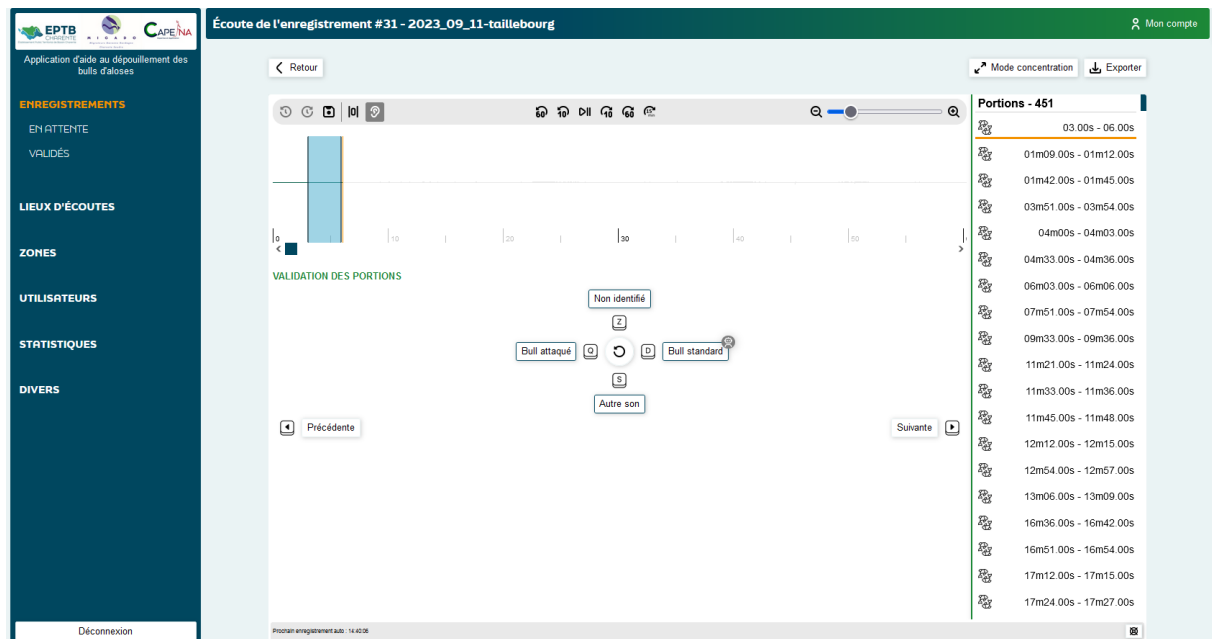 EPTB
CHARENTE
MIGADO
CAPENA
Écoute de l'enregistrement #31 - 2023_09_11-taillebourg
Mon compte
Application d'aide au dépouillement des
bulls d'aloses
Retour
Mode concentration
Exporter
ENREGISTREMENTS
EN ATTENTE
VALIDÉS
LIEUX D'ÉCOUTES
ZONES
UTILISATEURS
STATISTIQUES
DIVERS
Déconnexion
60 10 10 60
0 10 20 30 40 50
VALIDATION DES PORTIONS
Non identifié
Z
Bull attaqué Q D Bull standard
S
Autre son
Précédente
Suivante
Prochain enregistrement auto : 14:40:06
Portions - 451
03.00s - 06.00s
01m09.00s - 01m12.00s
01m42.00s - 01m45.00s
03m51.00s - 03m54.00s
04m00s - 04m03.00s
04m33.00s - 04m36.00s
06m03.00s - 06m06.00s
07m51.00s - 07m54.00s
09m33.00s - 09m36.00s
11m21.00s - 11m24.00s
11m33.00s - 11m36.00s
11m45.00s - 11m48.00s
12m12.00s - 12m15.00s
12m54.00s - 12m57.00s
13m06.00s - 13m09.00s
16m36.00s - 16m42.00s
16m51.00s - 16m54.00s
17m12.00s - 17m15.00s
17m24.00s - 17m27.00s